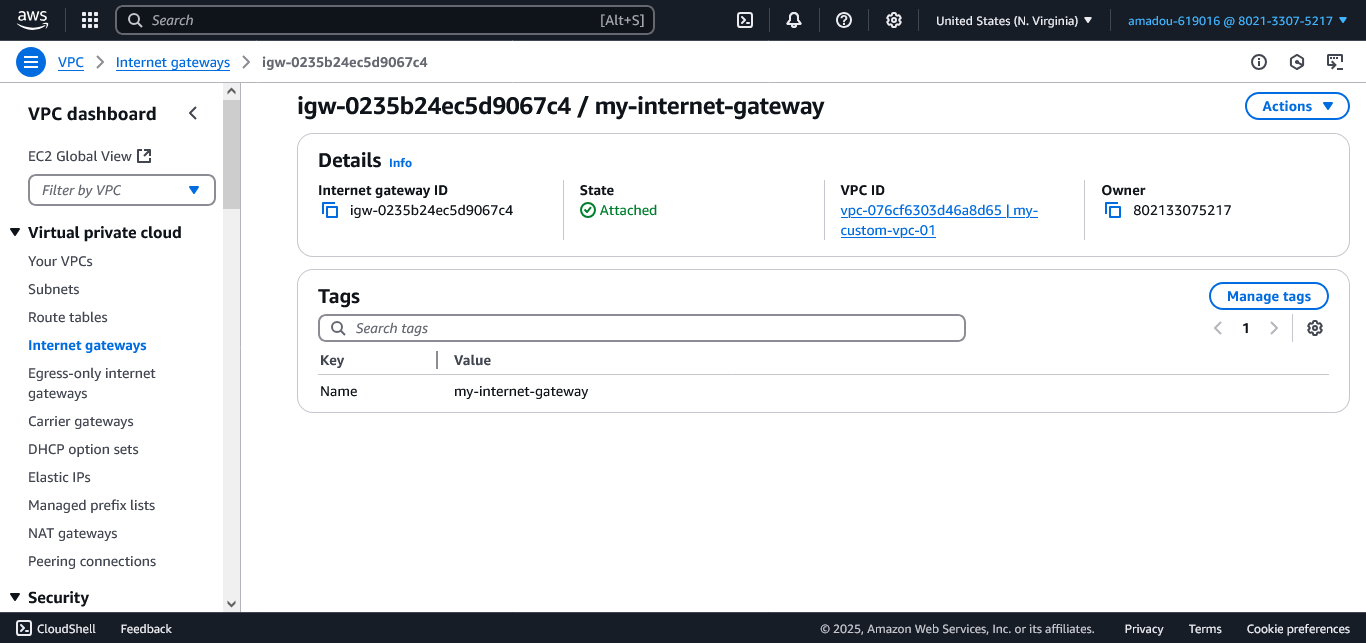 aws
Search [Alt+S]
United States (N. Virginia)
amadou-619016 @ 8021-3307-5217
VPC
Internet gateways
igw-0235b24ec5d9067c4
VPC dashboard
EC2 Global View
Filter by VPC
Virtual private cloud
Your VPCs
Subnets
Route tables
Internet gateways
Egress-only internet
gateways
Carrier gateways
DHCP option sets
Elastic IPs
Managed prefix lists
NAT gateways
Peering connections
Security
igw-0235b24ec5d9067c4 / my-internet-gateway
Actions
Details Info
Internet gateway ID
igw-0235b24ec5d9067c4
State
Attached
VPC ID
vpc-076cf6303d46a8d65 | my-
custom-vpc-01
Owner
802133075217
Tags
Manage tags
Search tags
1
Key Value
Name my-internet-gateway
CloudShell Feedback
© 2025, Amazon Web Services, Inc. or its affiliates. Privacy Terms Cookie preferences